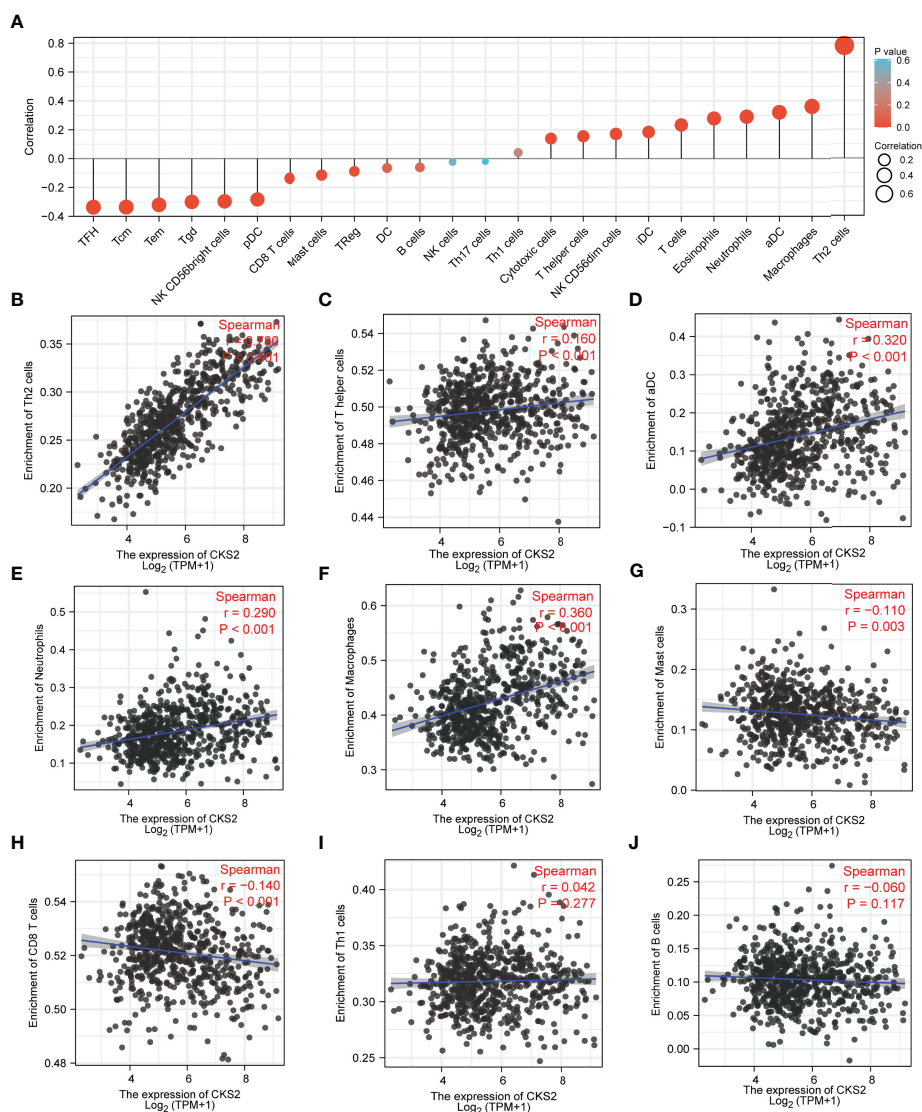 A
Correlation
0.8
0.6
0.4
0.2
0.0
−0.2
−0.4
TFH
Tcm
Tem
Tgd
NK CD56bright cells
pDC
CD8 T cells
Mast cells
TReg
DC
B cells
NK cells
Th17 cells
Th1 cells
Cytotoxic cells
T helper cells
NK CD56dim cells
iDC
T cells
Eosinophils
Neutrophils
aDC
Macrophages
Th2 cells
P value
0.6
0.4
0.2
0.0
Correlation
0.2
0.4
0.6
B
Enrichment of Th2 cells
0.35
0.30
0.25
0.20
Spearman
4 6 8
The expression of CKS2
Log2 (TPM+1)
C
Enrichment of T helper cells
0.54
0.52
0.50
0.48
0.46
0.44
Spearman
r = 0.160
P < 0.001
4 6 8
The expression of CKS2
Log2 (TPM+1)
D
Enrichment of aDC
0.4
0.3
0.2
0.1
0.0
−0.1
Spearman
r = 0.320
P < 0.001
4 6 8
The expression of CKS2
Log2 (TPM+1)
E
Enrichment of Neutrophils
0.5
0.4
0.3
0.2
0.1
Spearman
r = 0.290
P < 0.001
4 6 8
The expression of CKS2
Log2 (TPM+1)
F
Enrichment of Macrophages
0.6
0.5
0.4
0.3
Spearman
r = 0.360
P < 0.001
4 6 8
The expression of CKS2
Log2 (TPM+1)
G
Enrichment of Mast cells
0.3
0.2
0.1
0.0
Spearman
r = −0.110
P = 0.003
4 6 8
The expression of CKS2
Log2 (TPM+1)
H
Enrichment of CD8 T cells
0.54
0.52
0.50
0.48
Spearman
r = −0.140
P < 0.001
4 6 8
The expression of CKS2
Log2 (TPM+1)
I
Enrichment of Th1 cells
0.40
0.35
0.30
0.25
Spearman
r = 0.042
P = 0.277
4 6 8
The expression of CKS2
Log2 (TPM+1)
J
Enrichment of B cells
0.25
0.20
0.15
0.10
0.05
0.00
Spearman
r = −0.060
P = 0.117
4 6 8
The expression of CKS2
Log2 (TPM+1)